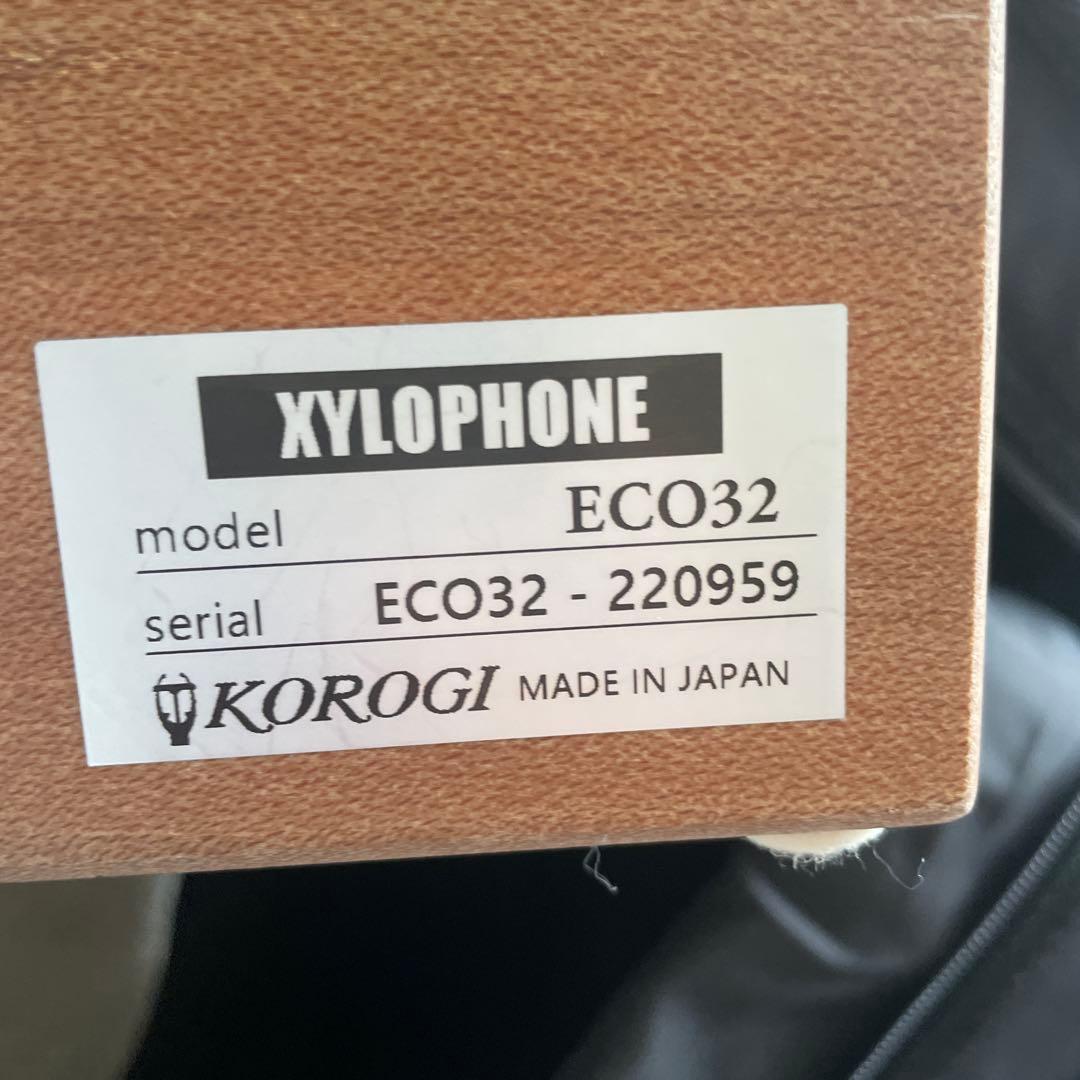 XYLOPHONE
model ECO32
serial ECO32 - 220959
KOROGI MADE IN JAPAN